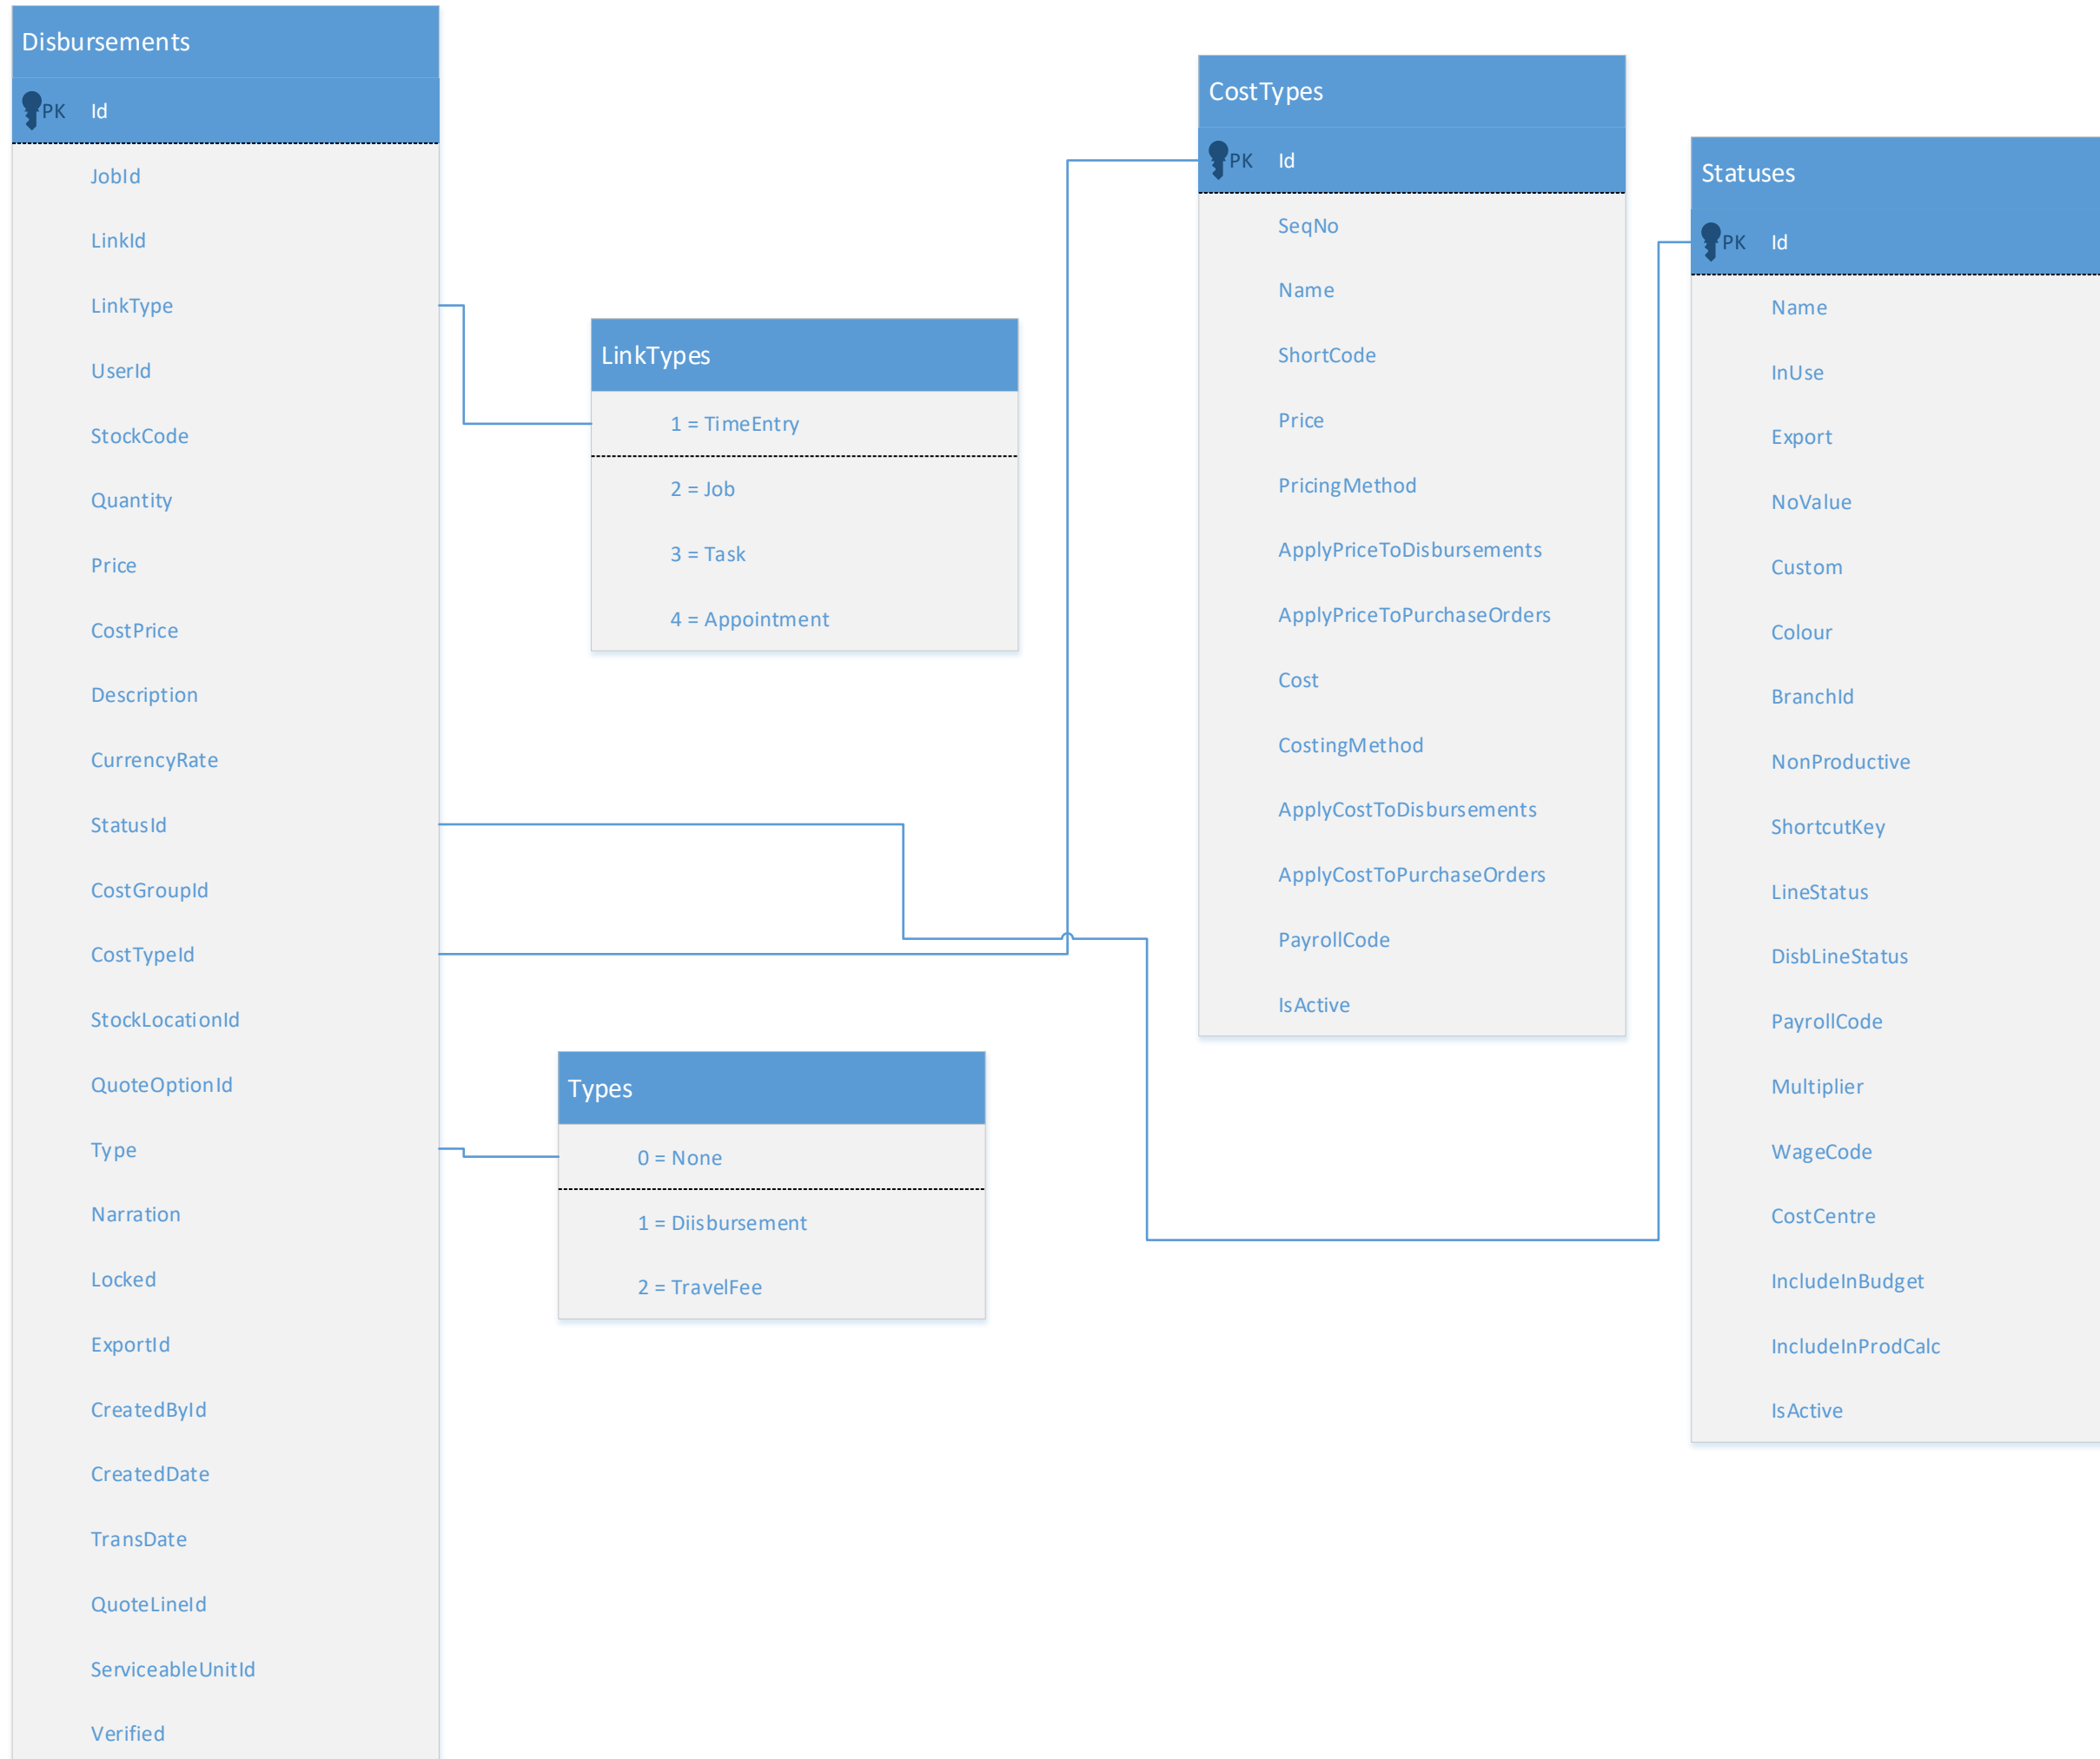 Disbursements
PK Id
JobId
LinkId
LinkType
UserId
StockCode
Quantity
Price
CostPrice
Description
CurrencyRate
StatusId
CostGroupId
CostTypeId
StockLocationId
QuoteOptionId
Type
Narration
Locked
ExportId
CreatedById
CreatedDate
TransDate
QuoteLineId
ServiceableUnitId
Verified
LinkTypes
1 = TimeEntry
2 = Job
3 = Task
4 = Appointment
Types
0 = None
1 = Diisbursement
2 = TravelFee
CostTypes
PK Id
SeqNo
Name
ShortCode
Price
PricingMethod
ApplyPriceToDisbursements
ApplyPriceToPurchaseOrders
Cost
CostingMethod
ApplyCostToDisbursements
ApplyCostToPurchaseOrders
PayrollCode
IsActive
Statuses
PK Id
Name
InUse
Export
NoValue
Custom
Colour
BranchId
NonProductive
ShortcutKey
LineStatus
DisbLineStatus
PayrollCode
Multiplier
WageCode
CostCentre
IncludeInBudget
IncludeInProdCalc
IsActive